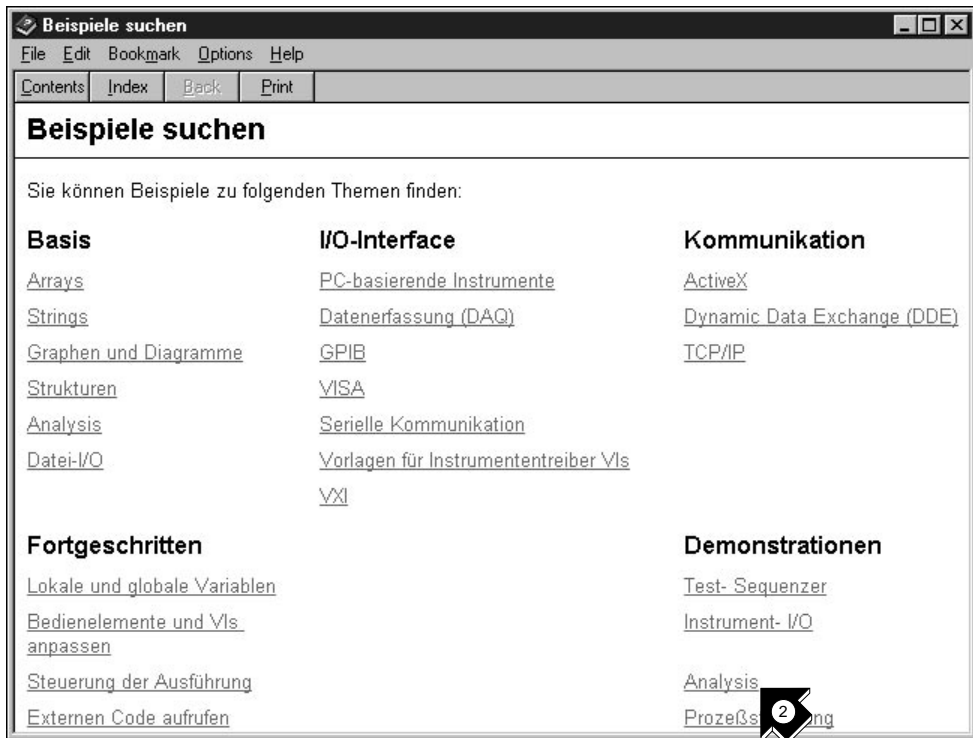 Beispiele suchen
File Edit Bookmark Options Help
Contents Index Back Print
Beispiele suchen
Sie können Beispiele zu folgenden Themen finden:
Basis
Arrays
Strings
Graphen und Diagramme
Strukturen
Analysis
Datei-I/O
I/O-Interface
PC-basierende Instrumente
Datenerfassung (DAQ)
GPIB
VISA
Serielle Kommunikation
Vorlagen für Instrumententreiber VIs
VXI
Kommunikation
ActiveX
Dynamic Data Exchange (DDE)
TCP/IP
Fortgeschritten
Lokale und globale Variablen
Bedienelemente und VIs
anpassen
Steuerung der Ausführung
Externen Code aufrufen
Demonstrationen
Test- Sequenzer
Instrument- I/O
Analysis
2